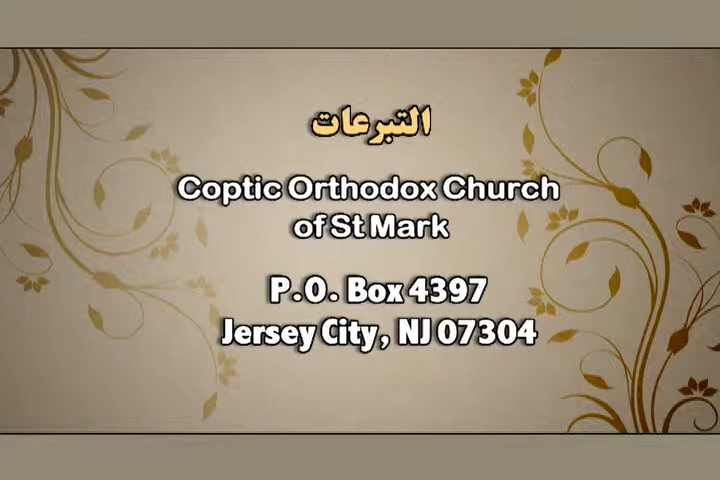 التبرعات
Coptic Orthodox Church
of St Mark
P.O. Box 4397
Jersey City, NJ 07304